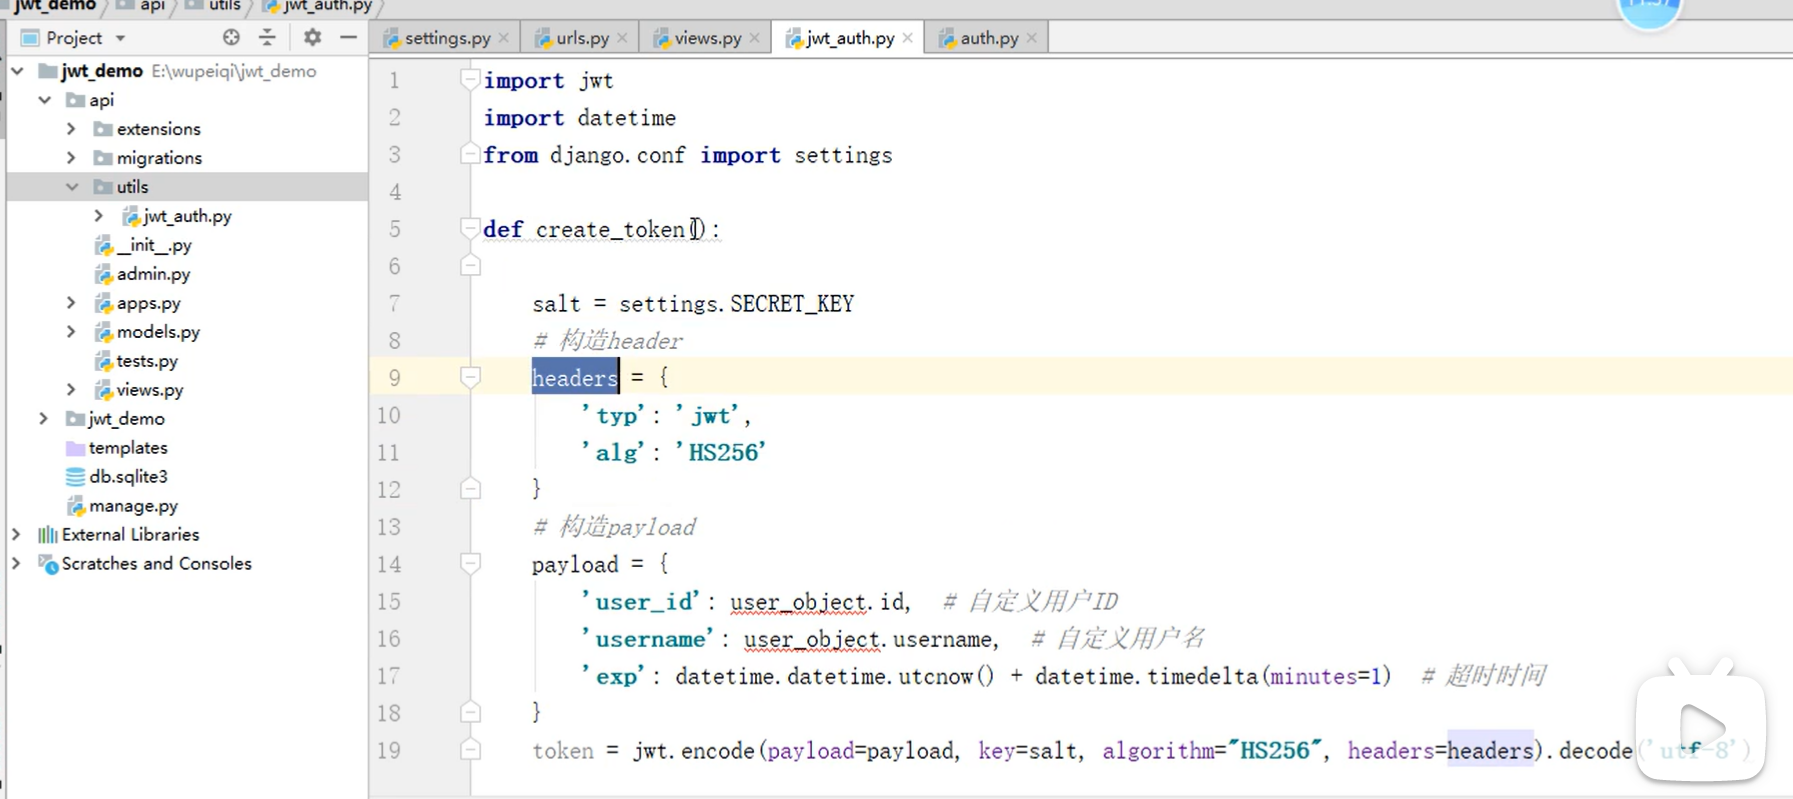 jwt_demo api utils jwt_auth.py
Project
settings.py urls.py views.py jwt_auth.py auth.py
jwt_demo E:\wupeiqi\jwt_demo
api
extensions
migrations
utils
jwt_auth.py
__init__.py
admin.py
apps.py
models.py
tests.py
views.py
jwt_demo
templates
db.sqlite3
manage.py
External Libraries
Scratches and Consoles
1 import jwt
2 import datetime
3 from django.conf import settings
4
5 def create_token():
6
7 salt = settings.SECRET_KEY
8 # 构造header
9 headers = {
10 'typ': 'jwt',
11 'alg': 'HS256'
12 }
13 # 构造payload
14 payload = {
15 'user_id': user_object.id, # 自定义用户ID
16 'username': user_object.username, # 自定义用户名
17 'exp': datetime.datetime.utcnow() + datetime.timedelta(minutes=1) # 超时时间
18 }
19 token = jwt.encode(payload=payload, key=salt, algorithm="HS256", headers=headers).decode('utf-8')